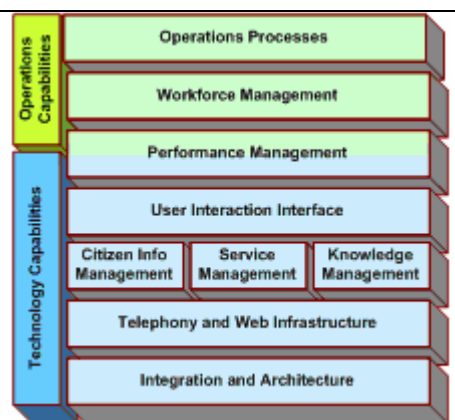 Operations
Capabilities
Operations Processes
Workforce Management
Performance Management
Technology Capabilities
User Interaction Interface
Citizen Info
Management
Service
Management
Knowledge
Management
Telephony and Web Infrastructure
Integration and Architecture